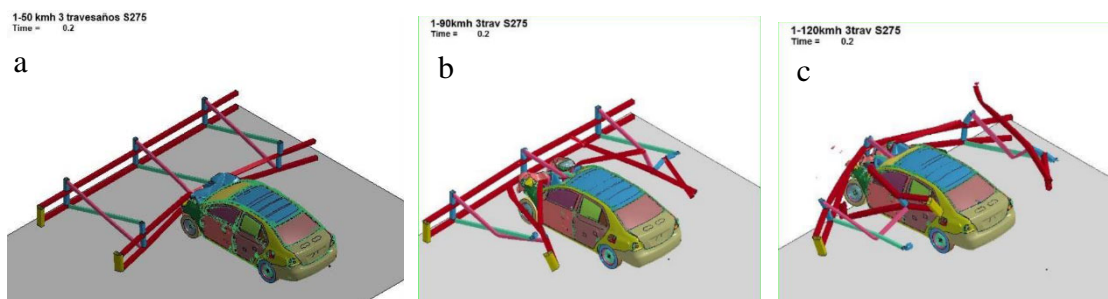 1-50 kmh 3 travesaños S275
Time = 0.2
a
1-90kmh 3trav S275
Time = 0.2
b
1-120kmh 3trav S275
Time = 0.2
c